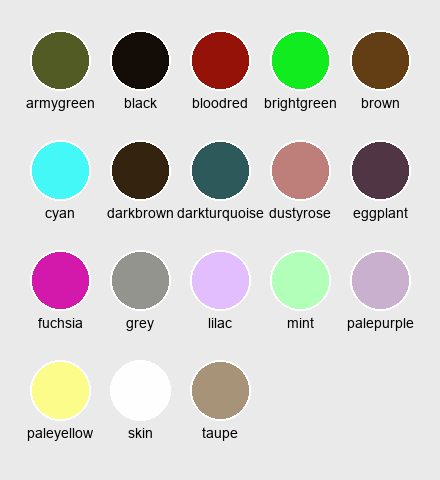 armygreen black bloodred brightgreen brown
cyan darkbrown darkturquoise dustyrose eggplant
fuchsia grey lilac mint palepurple
paleyellow skin taupe